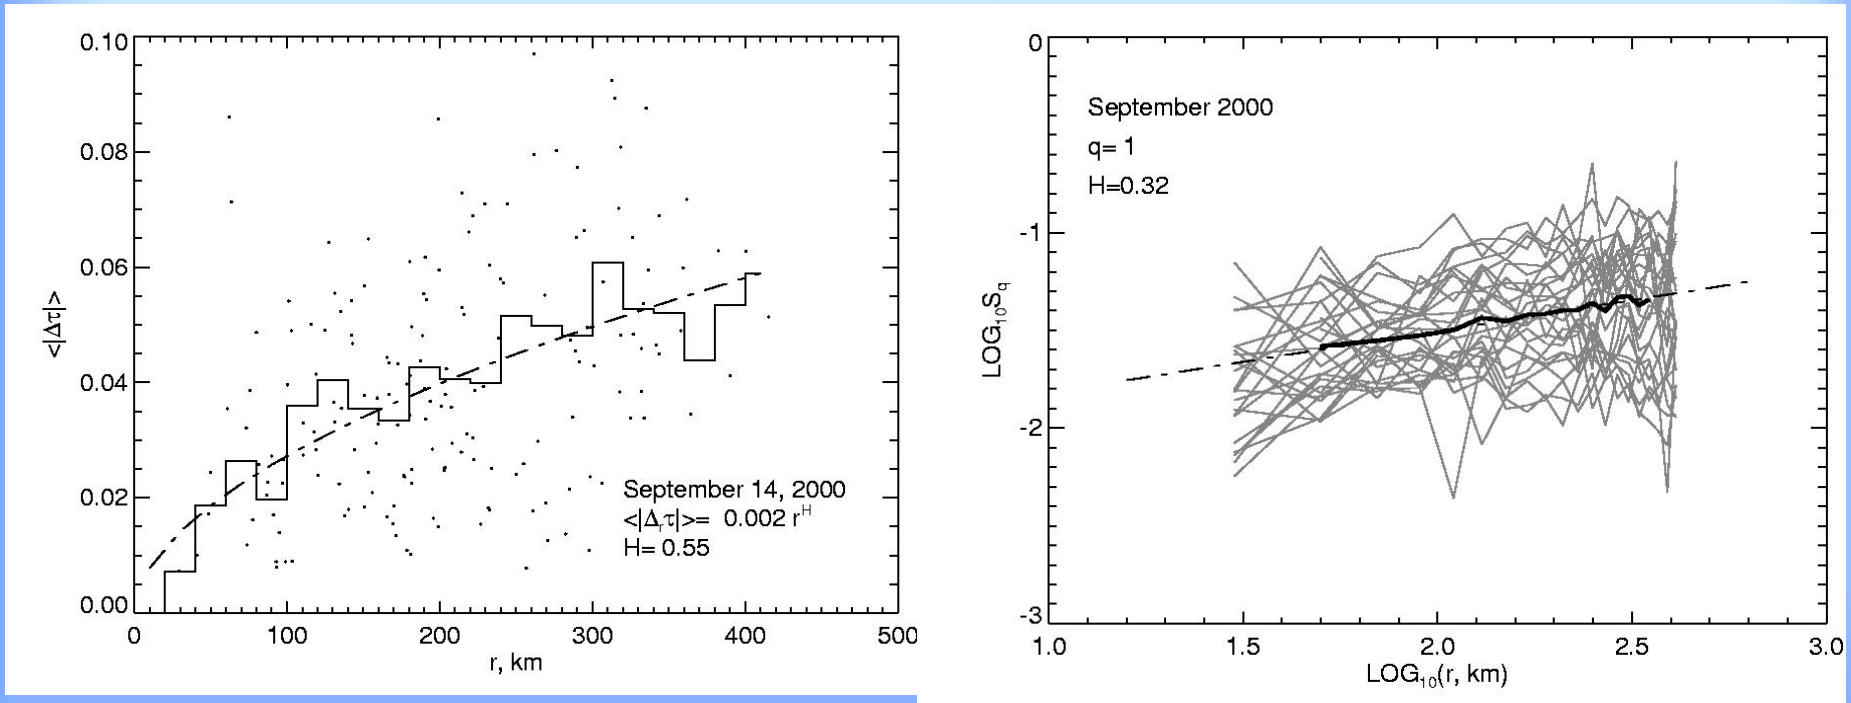 0.10
0.08
0.06
0.04
0.02
0.00
<|Δτ|>
0 100 200 300 400 500
r, km
September 14, 2000
<|Δᵣτ|>= 0.002 rᴴ
H= 0.55
0
-1
-2
-3
LOG₁₀Sq
September 2000
q= 1
H=0.32
1.0 1.5 2.0 2.5 3.0
LOG₁₀(r, km)